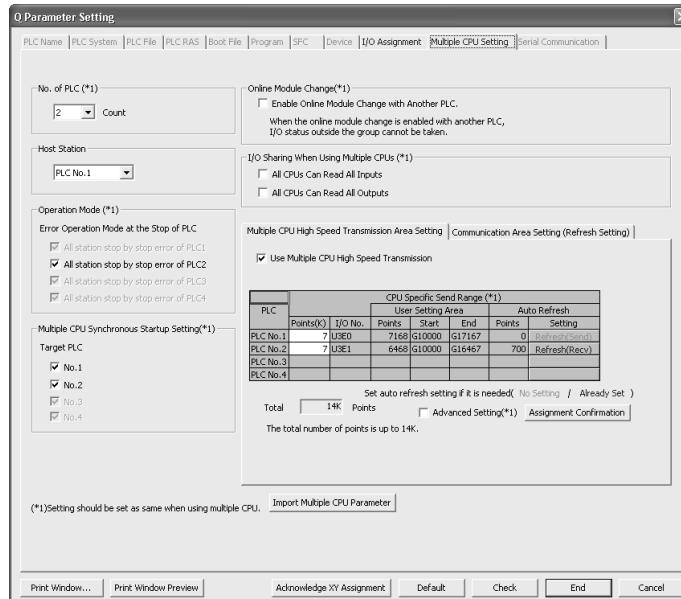 Q Parameter Setting
PLC Name PLC System PLC File PLC RAS Boot File Program SFC Device I/O Assignment Multiple CPU Setting Serial Communication
No. of PLC (*1)
2 Count
Host Station
PLC No.1
Operation Mode (*1)
Error Operation Mode at the Stop of PLC
All station stop by stop error of PLC1
All station stop by stop error of PLC2
All station stop by stop error of PLC3
All station stop by stop error of PLC4
Multiple CPU Synchronous Startup Setting(*1)
Target PLC
No.1
No.2
No.3
No.4
Online Module Change(*1)
Enable Online Module Change with Another PLC.
When the online module change is enabled with another PLC,
I/O status outside the group cannot be taken.
I/O Sharing When Using Multiple CPUs (*1)
All CPUs Can Read All Inputs
All CPUs Can Read All Outputs
Multiple CPU High Speed Transmission Area Setting Communication Area Setting (Refresh Setting)
Use Multiple CPU High Speed Transmission
CPU Specific Send Range (*1)
PLC User Setting Area Auto Refresh
Points(K) I/O No. Points Start End Points Setting
PLC No.1 7 U3E0 7168 G10000 G17167 0 Refresh(Send)
PLC No.2 7 U3E1 6468 G10000 G16467 700 Refresh(Recv)
PLC No.3
PLC No.4
Set auto refresh setting if it is needed( No Setting / Already Set )
Total 14K Points Advanced Setting(*1) Assignment Confirmation
The total number of points is up to 14K.
(*1)Setting should be set as same when using multiple CPU. Import Multiple CPU Parameter
Print Window... Print Window Preview Acknowledge XY Assignment Default Check End Cancel